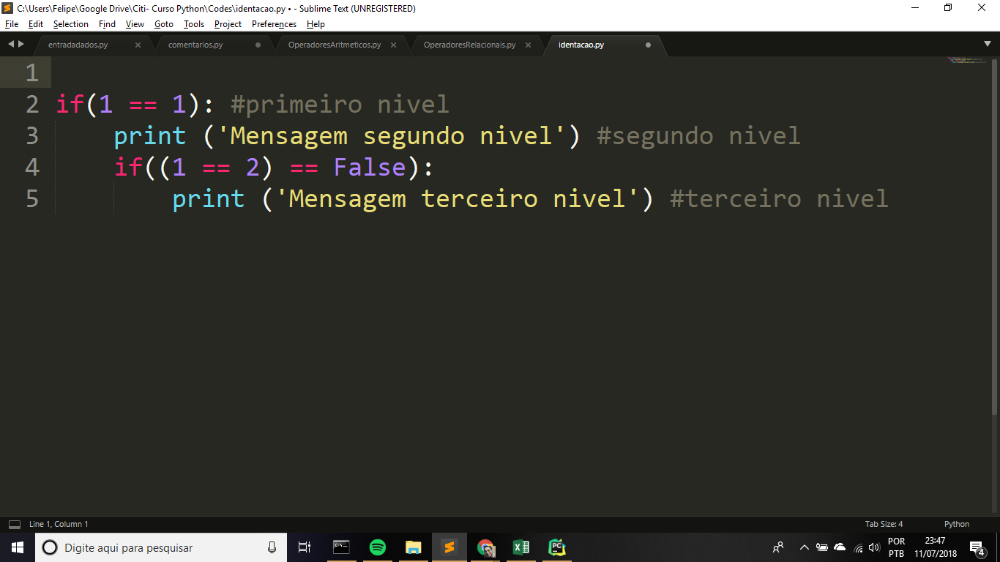 C:\Users\Felipe\Google Drive\Citi- Curso Python\Codes\identacao.py • - Sublime Text (UNREGISTERED)
File Edit Selection Find View Goto Tools Project Preferences Help
entradadados.py comentarios.py OperadoresAritmeticos.py OperadoresRelacionais.py identacao.py
1
2 if(1 == 1): #primeiro nivel
3     print ('Mensagem segundo nivel') #segundo nivel
4     if((1 == 2) == False):
5         print ('Mensagem terceiro nivel') #terceiro nivel
Line 1, Column 1 Tab Size: 4 Python
Digite aqui para pesquisar
PC
POR 23:47
PTB 11/07/2018 4